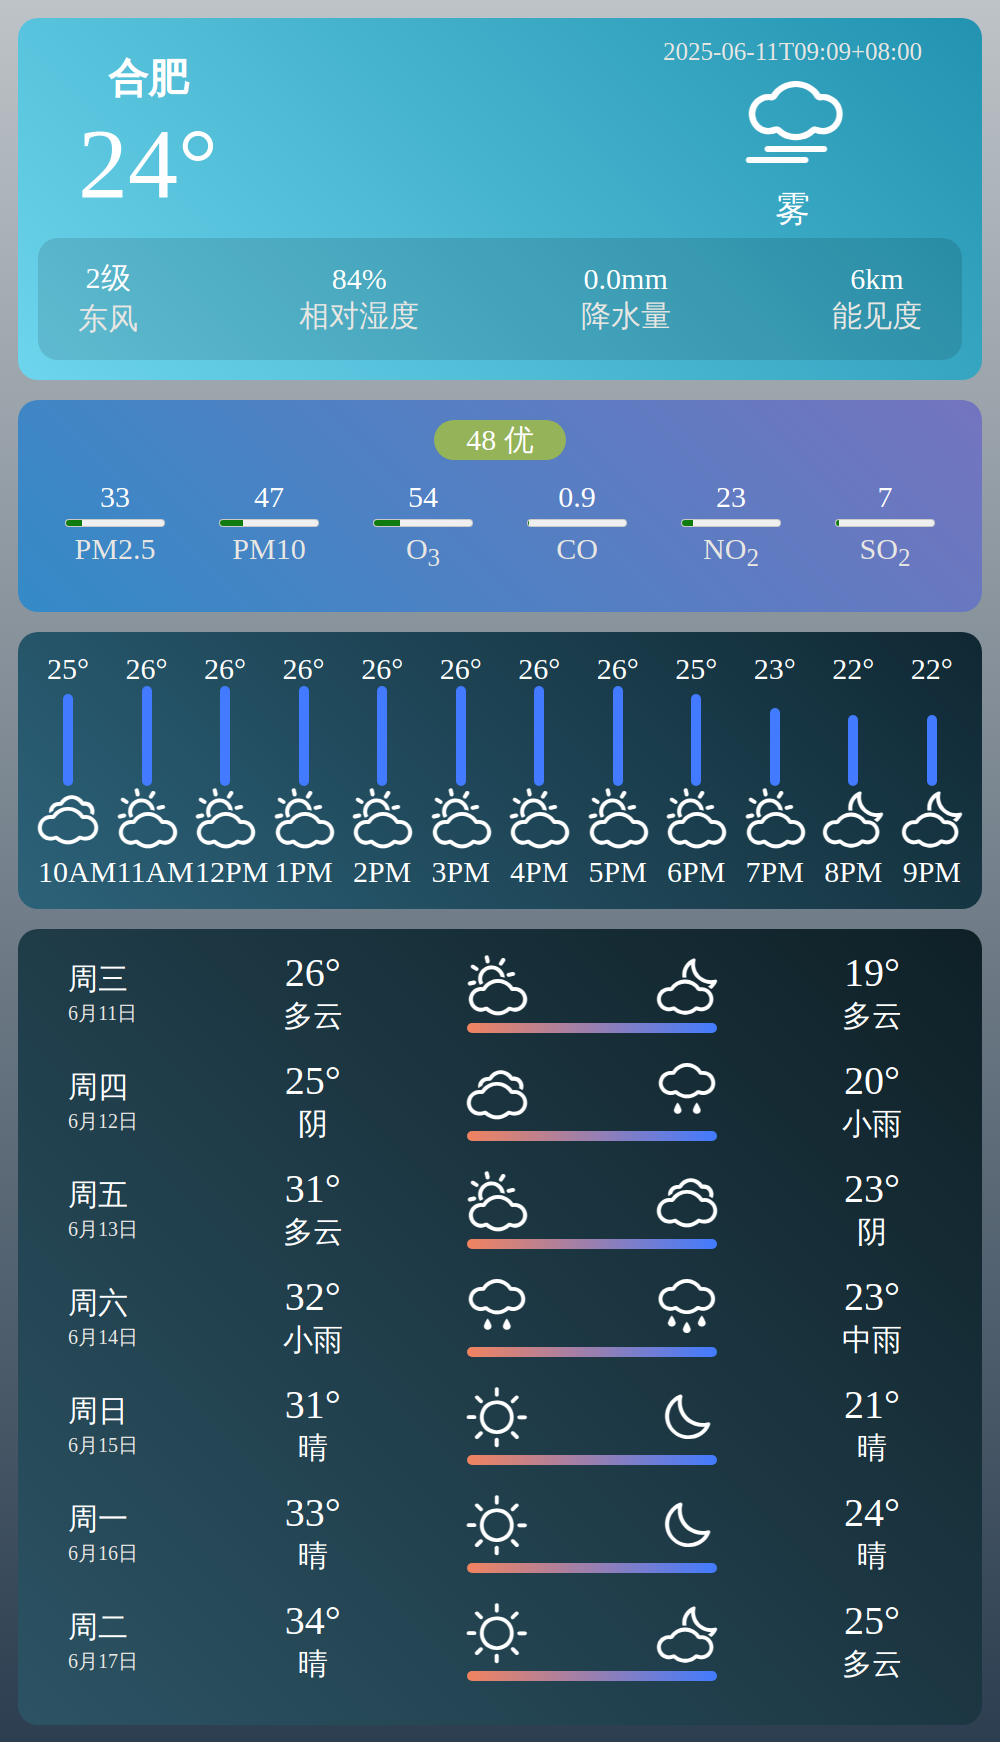 合肥
24°
2025-06-11T09:09+08:00
雾
2级 84% 0.0mm 6km
东风 相对湿度 降水量 能见度
48 优
33 47 54 0.9 23 7
PM2.5 PM10 O3 CO NO2 SO2
25° 26° 26° 26° 26° 26° 26° 26° 25° 23° 22° 22°
10AM 11AM 12PM 1PM 2PM 3PM 4PM 5PM 6PM 7PM 8PM 9PM
周三 26° 19°
6月11日 多云 多云
周四 25° 20°
6月12日 阴 小雨
周五 31° 23°
6月13日 多云 阴
周六 32° 23°
6月14日 小雨 中雨
周日 31° 21°
6月15日 晴 晴
周一 33° 24°
6月16日 晴 晴
周二 34° 25°
6月17日 晴 多云